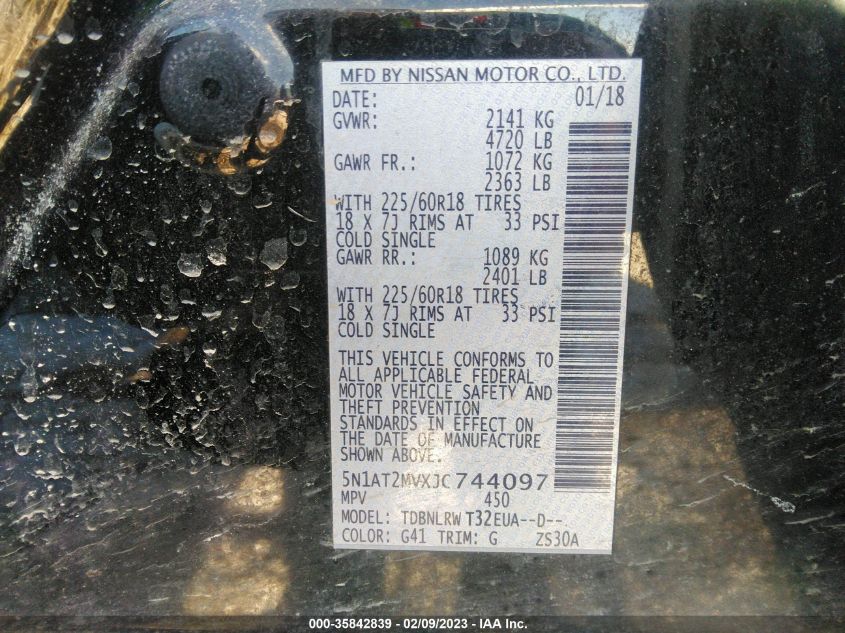 MFD BY NISSAN MOTOR CO., LTD.
DATE: 01/18
GVWR: 2141 KG
4720 LB
GAWR FR.: 1072 KG
2363 LB
WITH 225/60R18 TIRES
18 X 7J RIMS AT 33 PSI
COLD SINGLE
GAWR RR.: 1089 KG
2401 LB
WITH 225/60R18 TIRES
18 X 7J RIMS AT 33 PSI
COLD SINGLE
THIS VEHICLE CONFORMS TO
ALL APPLICABLE FEDERAL
MOTOR VEHICLE SAFETY AND
THEFT PREVENTION
STANDARDS IN EFFECT ON
THE DATE OF MANUFACTURE
SHOWN ABOVE.
5N1AT2MVXJC744097
MPV 450
MODEL: TDBNLRW T32EUA--D--
COLOR: G41 TRIM: G ZS30A
000-35842839 - 02/09/2023 - IAA Inc.